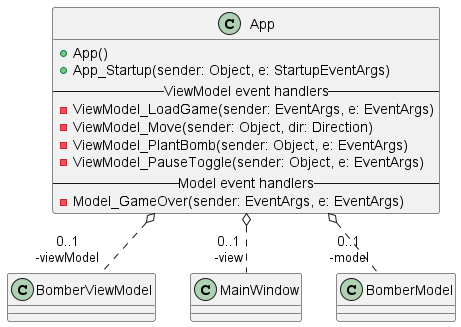 C App
App()
App_Startup(sender: Object, e: StartupEventArgs)
ViewModel event handlers
ViewModel_LoadGame(sender: EventArgs, e: EventArgs)
ViewModel_Move(sender: Object, dir: Direction)
ViewModel_PlantBomb(sender: Object, e: EventArgs)
ViewModel_PauseToggle(sender: Object, e: EventArgs)
Model event handlers
Model_GameOver(sender: EventArgs, e: EventArgs)
0..1
-viewModel
0..1
-view
0..1
-model
C BomberViewModel
C MainWindow
C BomberModel